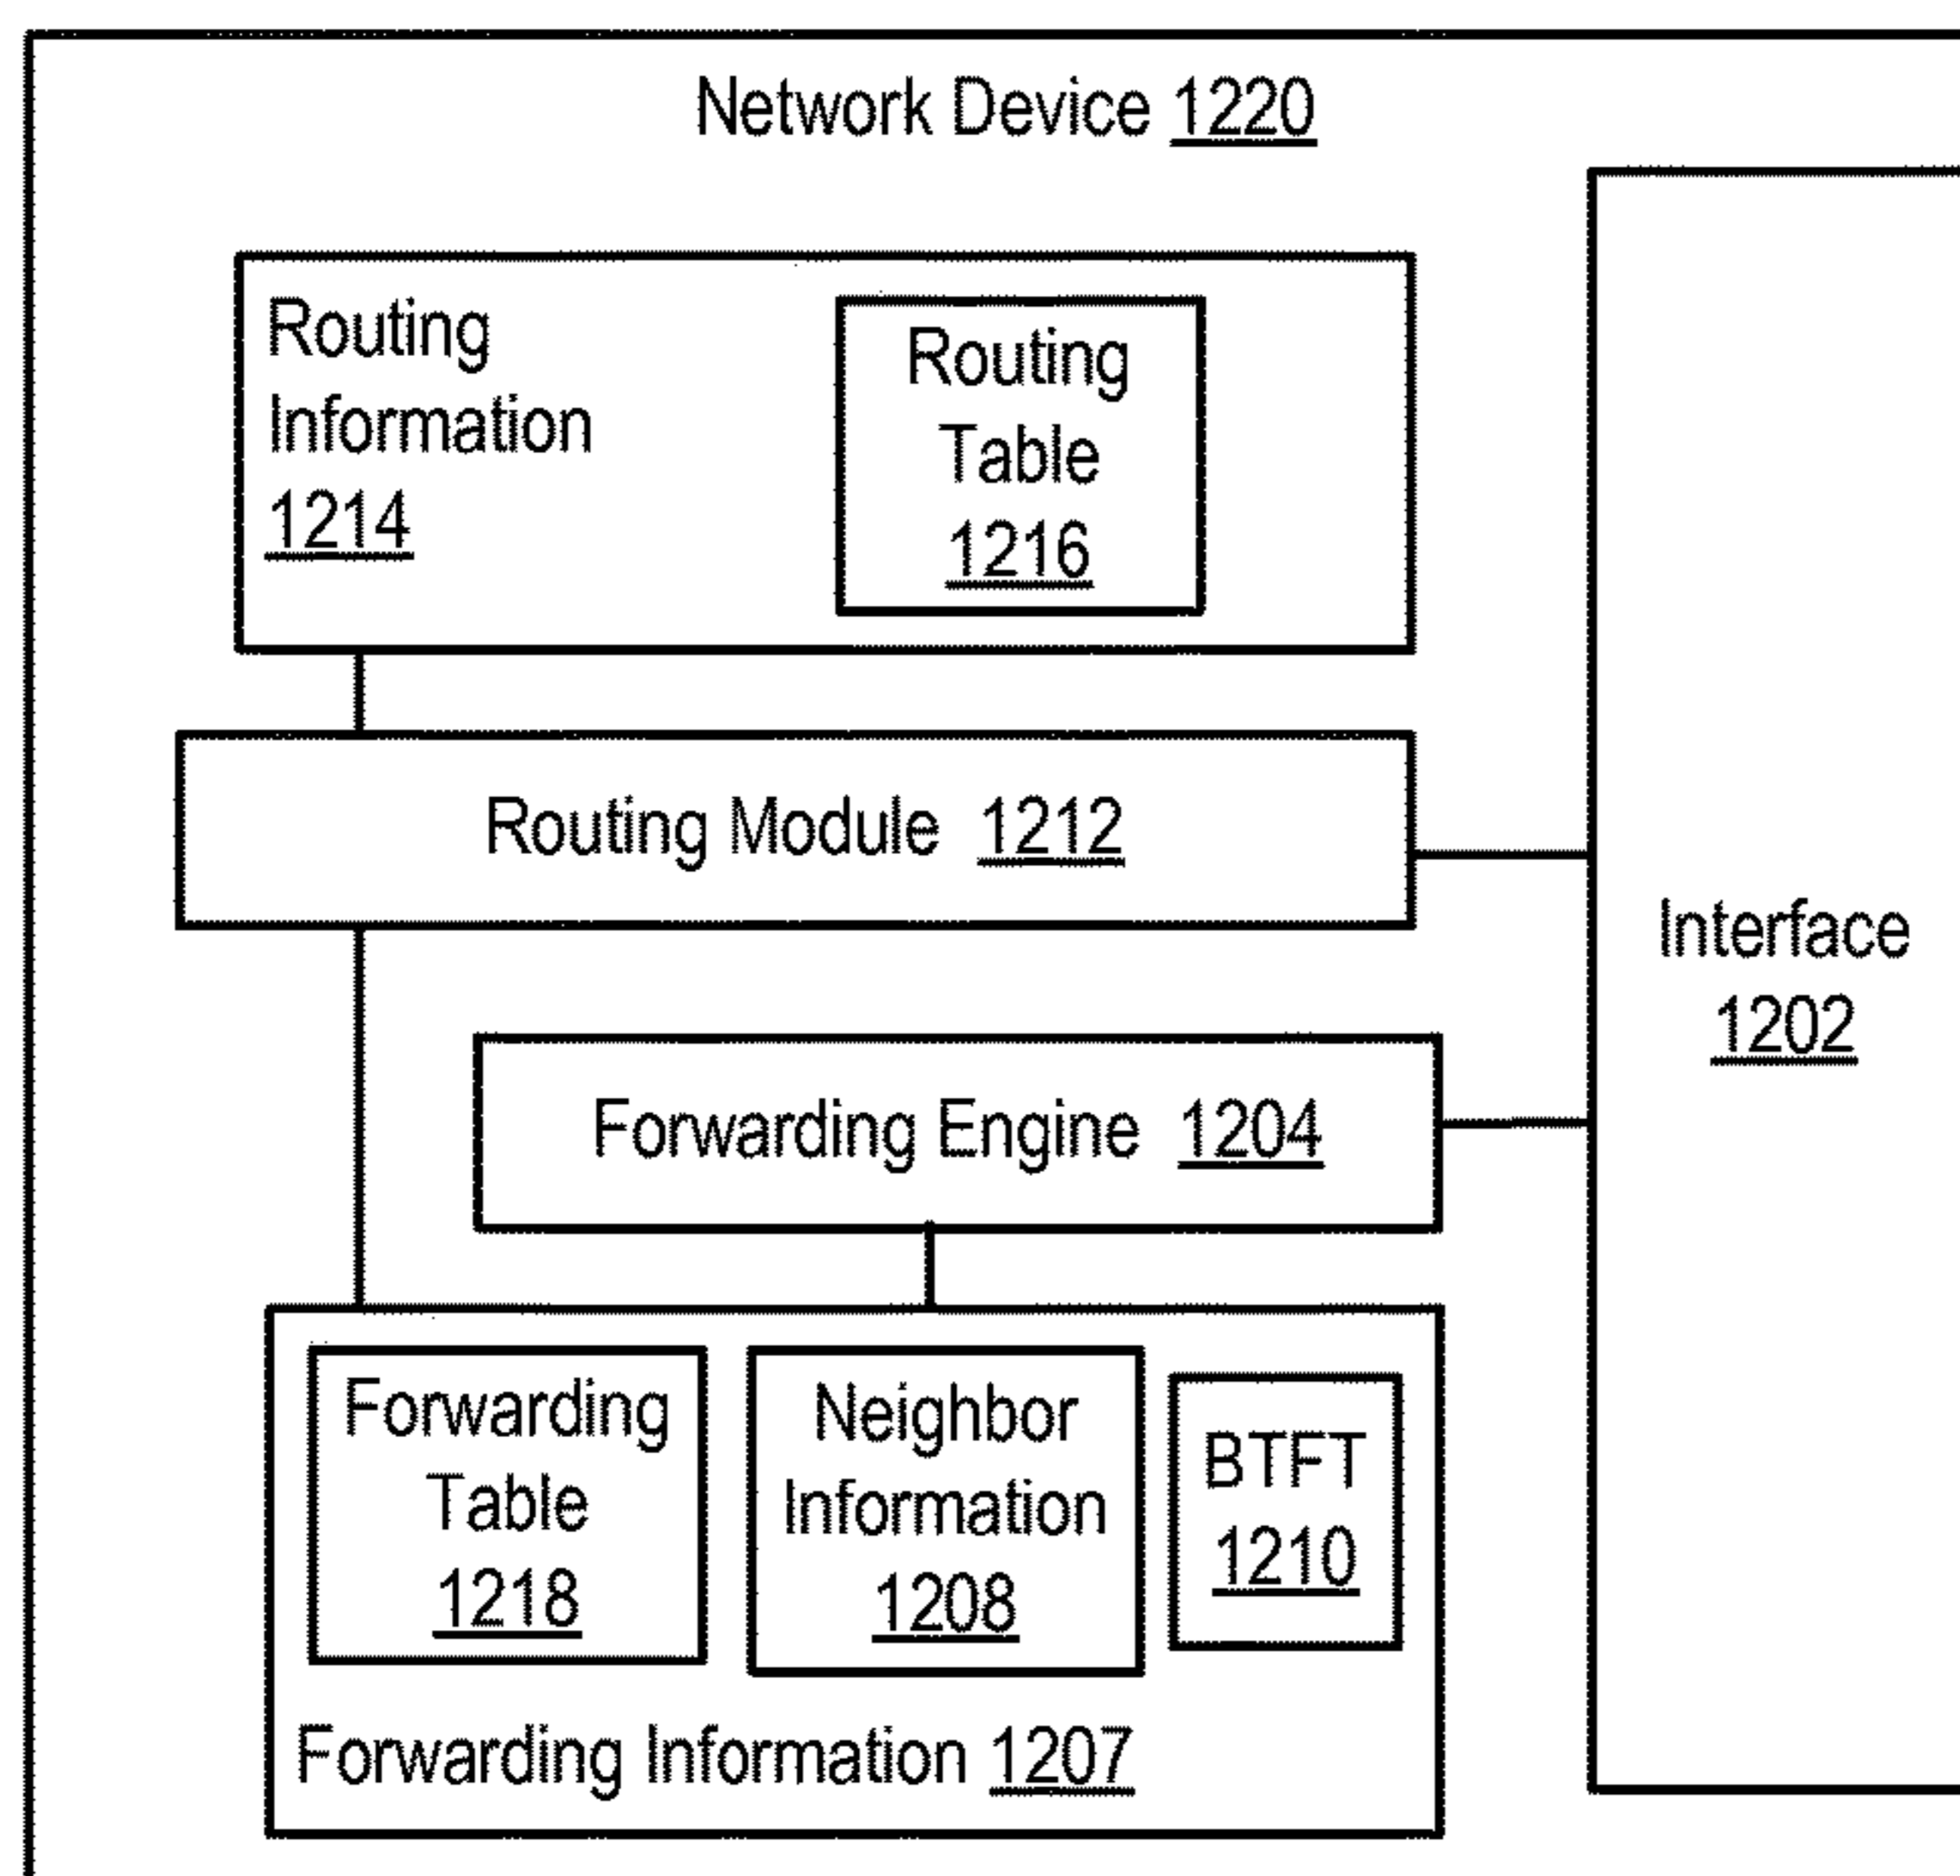 Network Device 1220
Routing
Information
1214
Routing
Table
1216
Routing Module 1212
Interface
1202
Forwarding Engine 1204
Forwarding
Table
1218
Neighbor
Information
1208
BTFT
1210
Forwarding Information 1207